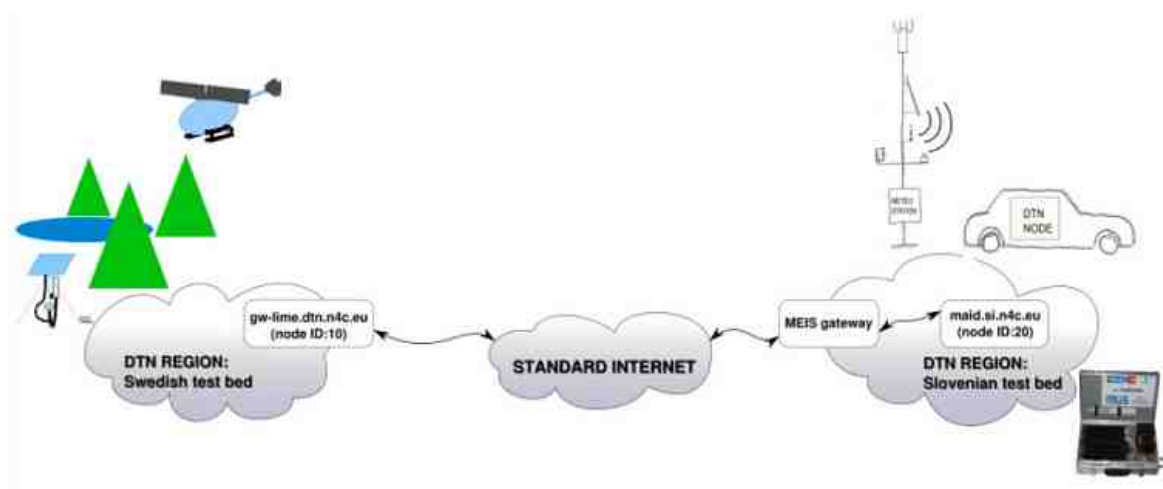 METEO
STATION
DTN
NODE
gw-lime.dtn.n4c.eu
(node ID:10)
DTN REGION:
Swedish test bed
STANDARD INTERNET
MEIS gateway
maid.si.n4c.eu
(node ID:20)
DTN REGION:
Slovenian test bed